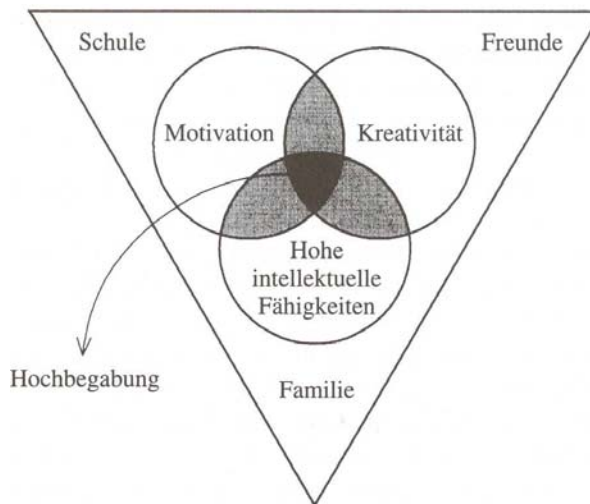 Schule
Freunde
Motivation
Kreativität
Hohe
intellektuelle
Fähigkeiten
Hochbegabung
Familie